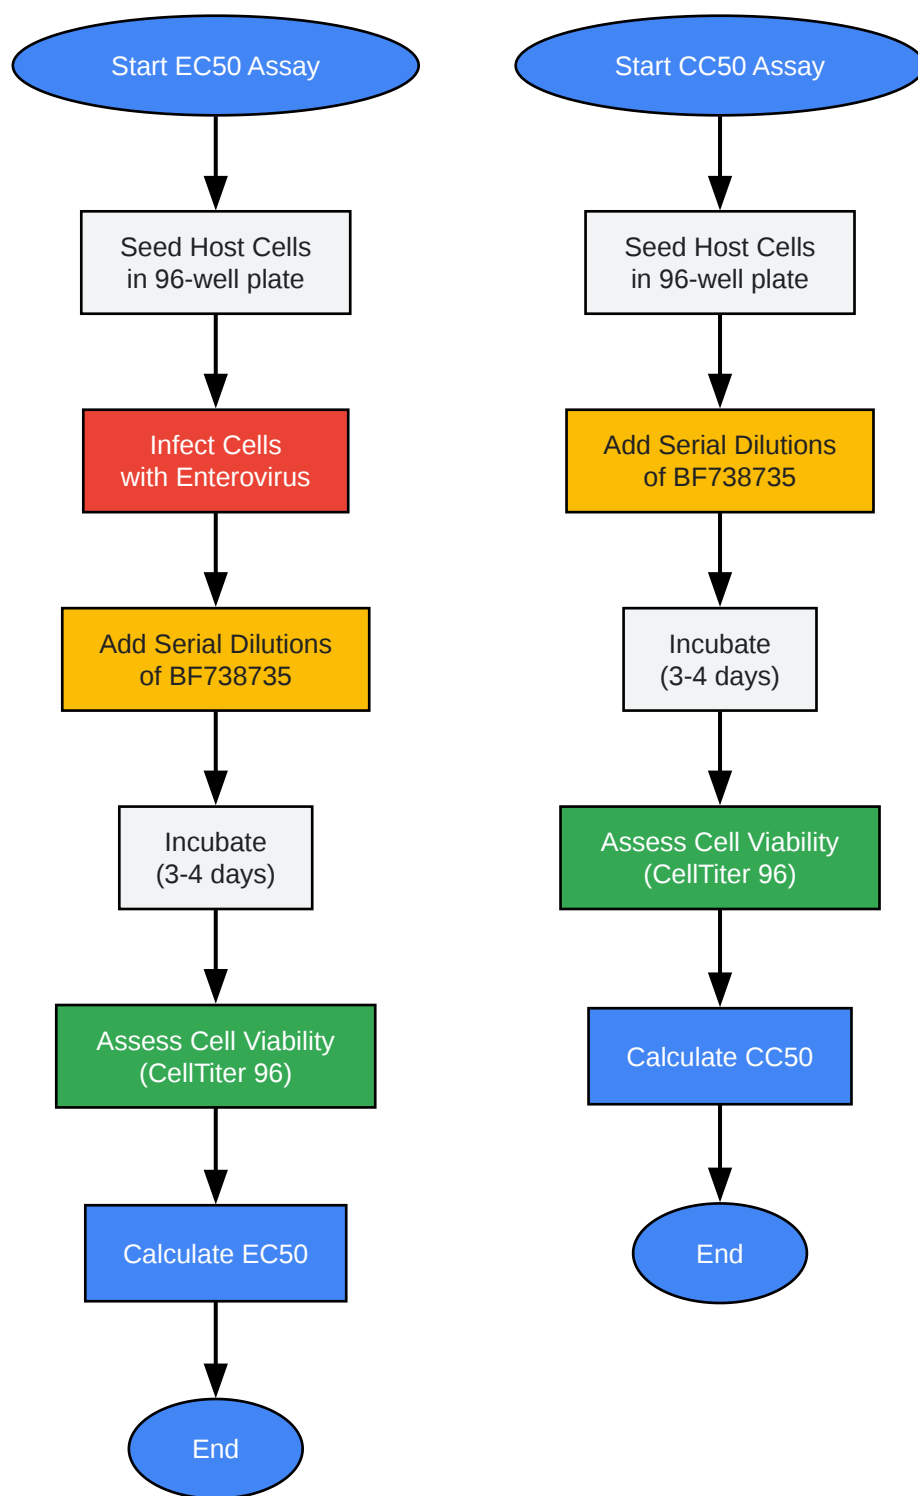 Start EC50 Assay
Seed Host Cells
in 96-well plate
Infect Cells
with Enterovirus
Add Serial Dilutions
of BF738735
Incubate
(3-4 days)
Assess Cell Viability
(CellTiter 96)
Calculate EC50
End
Start CC50 Assay
Seed Host Cells
in 96-well plate
Add Serial Dilutions
of BF738735
Incubate
(3-4 days)
Assess Cell Viability
(CellTiter 96)
Calculate CC50
End